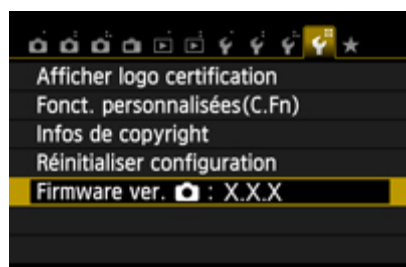 Afficher logo certification
Fonct. personnalisées(C.Fn)
Infos de copyright
Réinitialiser configuration
Firmware ver. : X.X.X